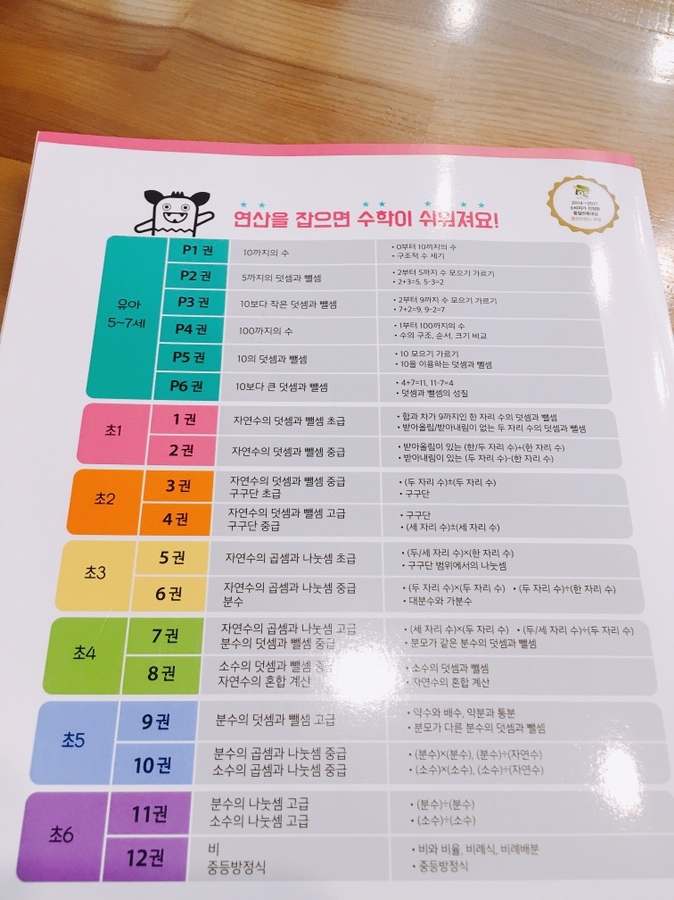 연산을 잡으면 수학이 쉬워져요!
2016~2017
소비자가 선정한
품질만족대상
유아
5~7세
P1 권
10까지의 수
• 0부터 10까지의 수
• 구조적 수 세기
P2 권
5까지의 덧셈과 뺄셈
• 2부터 5까지 수 모으기 가르기
• 2+3=5, 5-3=2
P3 권
10보다 작은 덧셈과 뺄셈
• 2부터 9까지 수 모으기 가르기
• 7+2=9, 9-2=7
P4 권
100까지의 수
• 1부터 100까지의 수
• 수의 구조, 순서, 크기 비교
P5 권
10의 덧셈과 뺄셈
• 10 모으기 가르기
• 10을 이용하는 덧셈과 뺄셈
P6 권
10보다 큰 덧셈과 뺄셈
• 4+7=11, 11-7=4
• 덧셈과 뺄셈의 성질
초1
1 권
자연수의 덧셈과 뺄셈 초급
• 합과 차가 9까지인 한 자리 수의 덧셈과 뺄셈
• 받아올림/받아내림이 없는 두 자리 수의 덧셈과 뺄셈
2 권
자연수의 덧셈과 뺄셈 중급
• 받아올림이 있는 (한/두 자리 수)+(한 자리 수)
• 받아내림이 있는 (두 자리 수)-(한 자리 수)
초2
3 권
자연수의 덧셈과 뺄셈 중급
구구단 초급
• (두 자리 수)±(두 자리 수)
• 구구단
4 권
자연수의 덧셈과 뺄셈 고급
구구단 중급
• 구구단
• (세 자리 수)±(세 자리 수)
초3
5 권
자연수의 곱셈과 나눗셈 초급
• (두/세 자리 수)×(한 자리 수)
• 구구단 범위에서의 나눗셈
6 권
자연수의 곱셈과 나눗셈 중급
분수
• (두 자리 수)×(두 자리 수) • (두 자리 수)÷(한 자리 수)
• 대분수와 가분수
초4
7 권
자연수의 곱셈과 나눗셈 고급
분수의 덧셈과 뺄셈 중급
• (세 자리 수)×(두 자리 수) • (두/세 자리 수)÷(두 자리 수)
• 분모가 같은 분수의 덧셈과 뺄셈
8 권
소수의 덧셈과 뺄셈
자연수의 혼합 계산
• 소수의 덧셈과 뺄셈
• 자연수의 혼합 계산
초5
9 권
분수의 덧셈과 뺄셈 고급
• 약수와 배수, 약분과 통분
• 분모가 다른 분수의 덧셈과 뺄셈
10 권
분수의 곱셈과 나눗셈 중급
소수의 곱셈과 나눗셈 중급
• (분수)×(분수), (분수)÷(자연수)
• (소수)×(소수), (소수)÷(자연수)
초6
11권
분수의 나눗셈 고급
소수의 나눗셈 고급
• (분수)÷(분수)
• (소수)÷(소수)
12권
비
중등방정식
• 비와 비율, 비례식, 비례배분
• 중등방정식